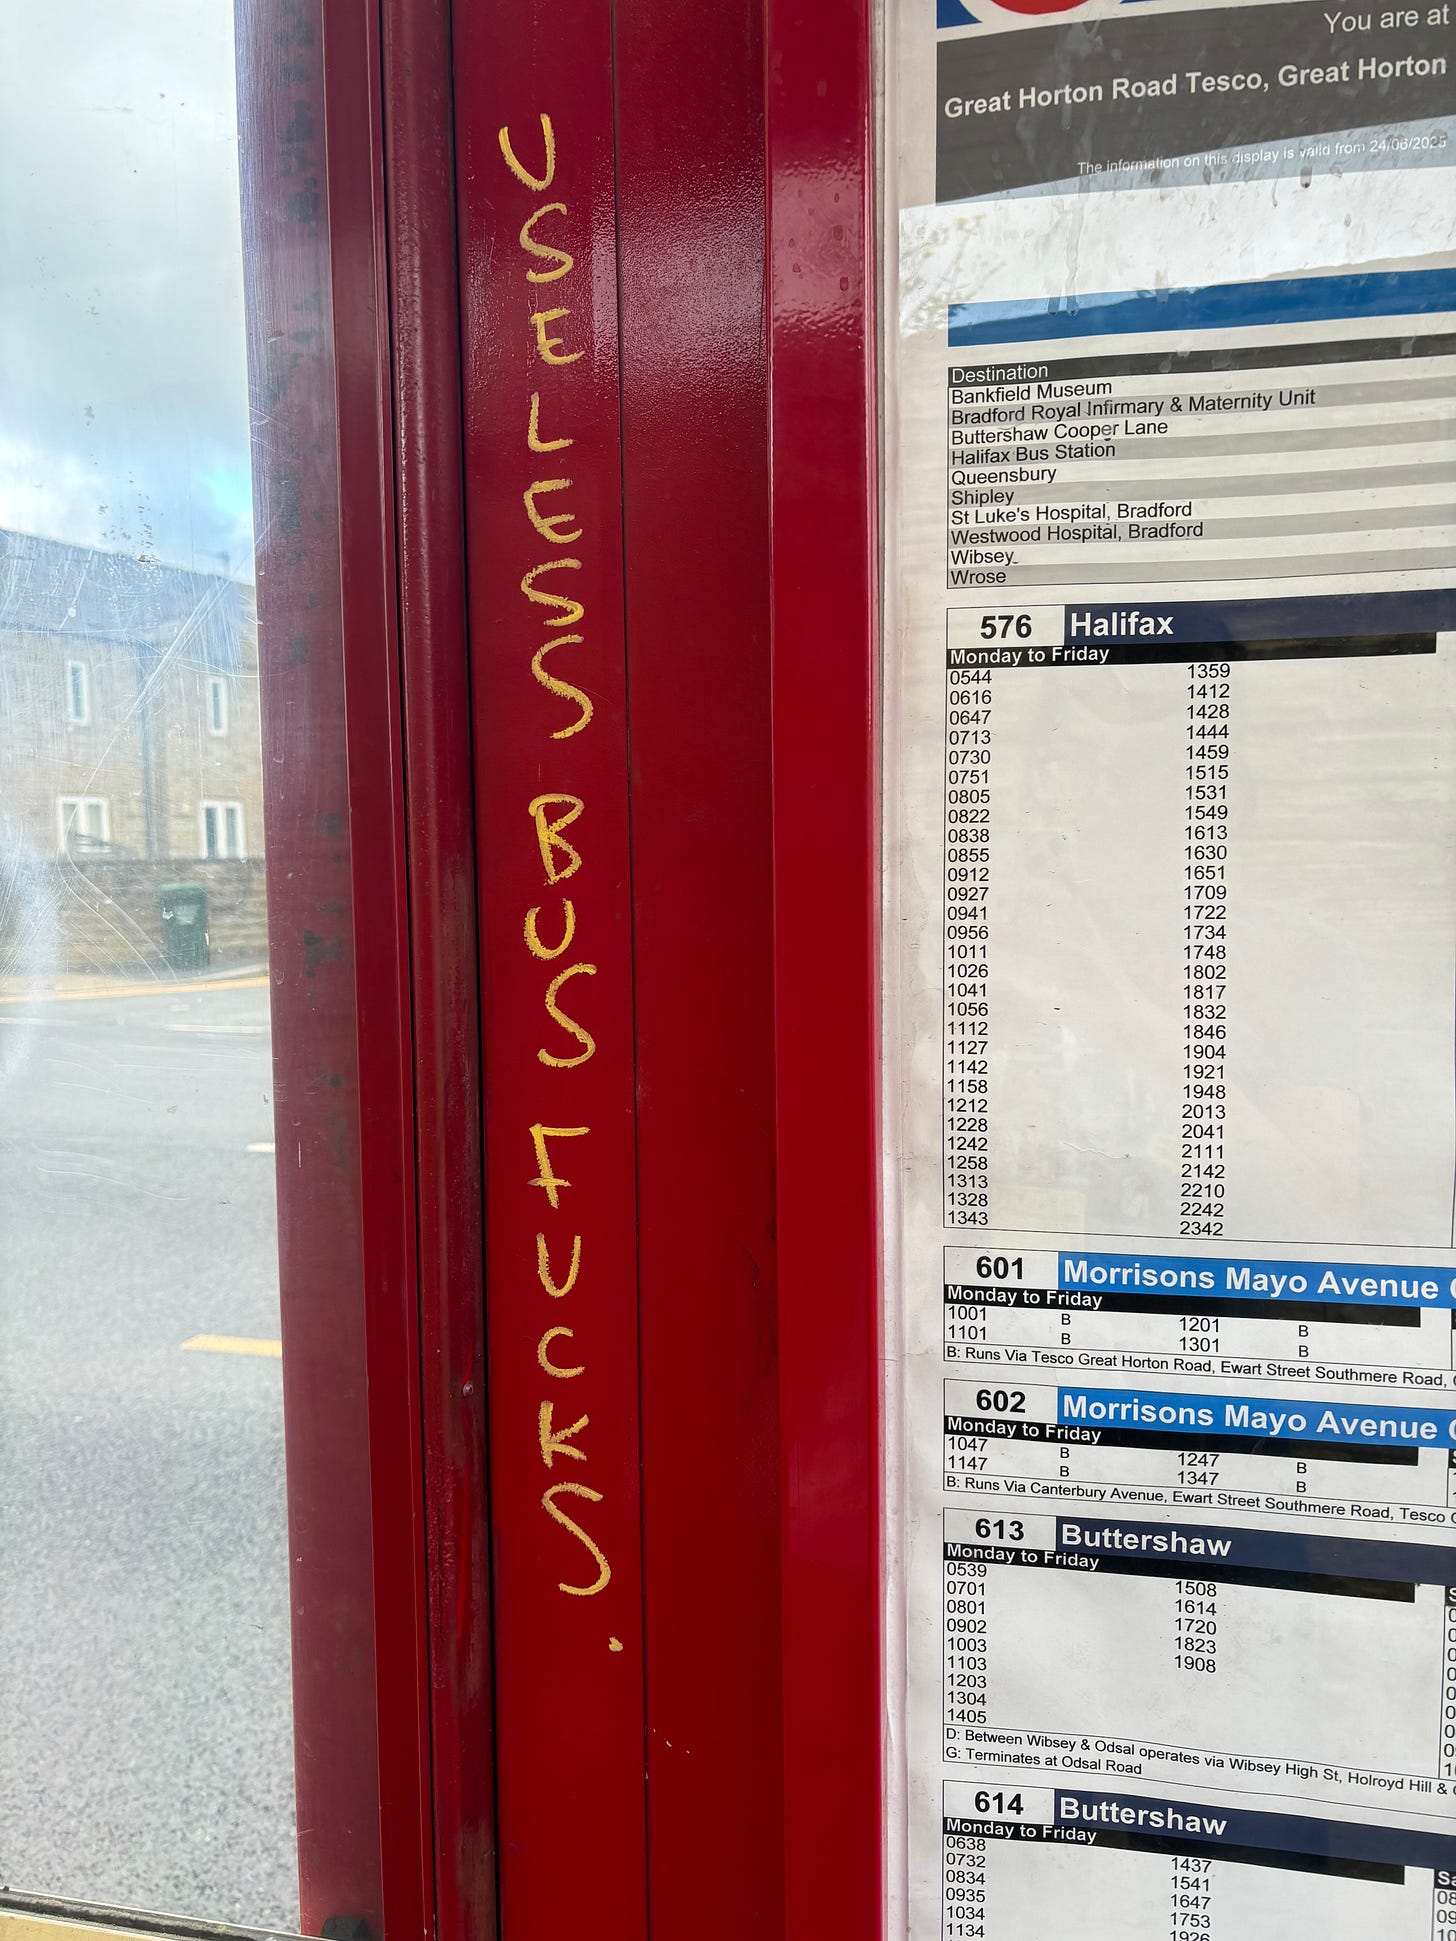 USELESS BUS FUCKS.
You are at
Great Horton Road Tesco, Great Horton
The information on this display is valid from 24/06/2025
Destination
Bankfield Museum
Bradford Royal Infirmary & Maternity Unit
Buttershaw Cooper Lane
Halifax Bus Station
Queensbury
Shipley
St Luke's Hospital, Bradford
Westwood Hospital, Bradford
Wibsey
Wrose
576 Halifax
Monday to Friday
0544 1359
0616 1412
0647 1428
0713 1444
0730 1459
0751 1515
0805 1531
0822 1549
0838 1613
0855 1630
0912 1651
0927 1709
0941 1722
0956 1734
1011 1748
1026 1802
1041 1817
1056 1832
1112 1846
1127 1904
1142 1921
1158 1948
1212 2013
1228 2041
1242 2111
1258 2142
1313 2210
1328 2242
1343 2342
601 Morrisons Mayo Avenue
Monday to Friday
1001 B 1201 B
1101 B 1301 B
B: Runs Via Tesco Great Horton Road, Ewart Street Southmere Road,
602 Morrisons Mayo Avenue
Monday to Friday
1047 B 1247 B
1147 B 1347 B
B: Runs Via Canterbury Avenue, Ewart Street Southmere Road, Tesco
613 Buttershaw
Monday to Friday
0539 1508
0701 1614
0801 1720
0902 1823
1003 1908
1103
1203
1304
1405
D: Between Wibsey & Odsal operates via Wibsey High St, Holroyd Hill &
G: Terminates at Odsal Road
614 Buttershaw
Monday to Friday
0638 1437
0732 1541
0834 1647
0935 1753
1034 1926
1134